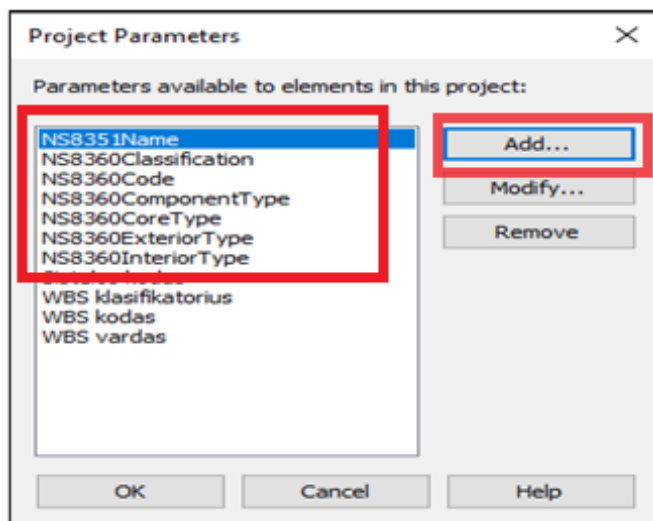 Project Parameters
Parameters available to elements in this project:
NS8351Name
NS8360Classification
NS8360Code
NS8360ComponentType
NS8360CoreType
NS8360ExteriorType
NS8360InteriorType
WBS klasifikatorius
WBS kodas
WBS vardas
Add...
Modify...
Remove
OK
Cancel
Help